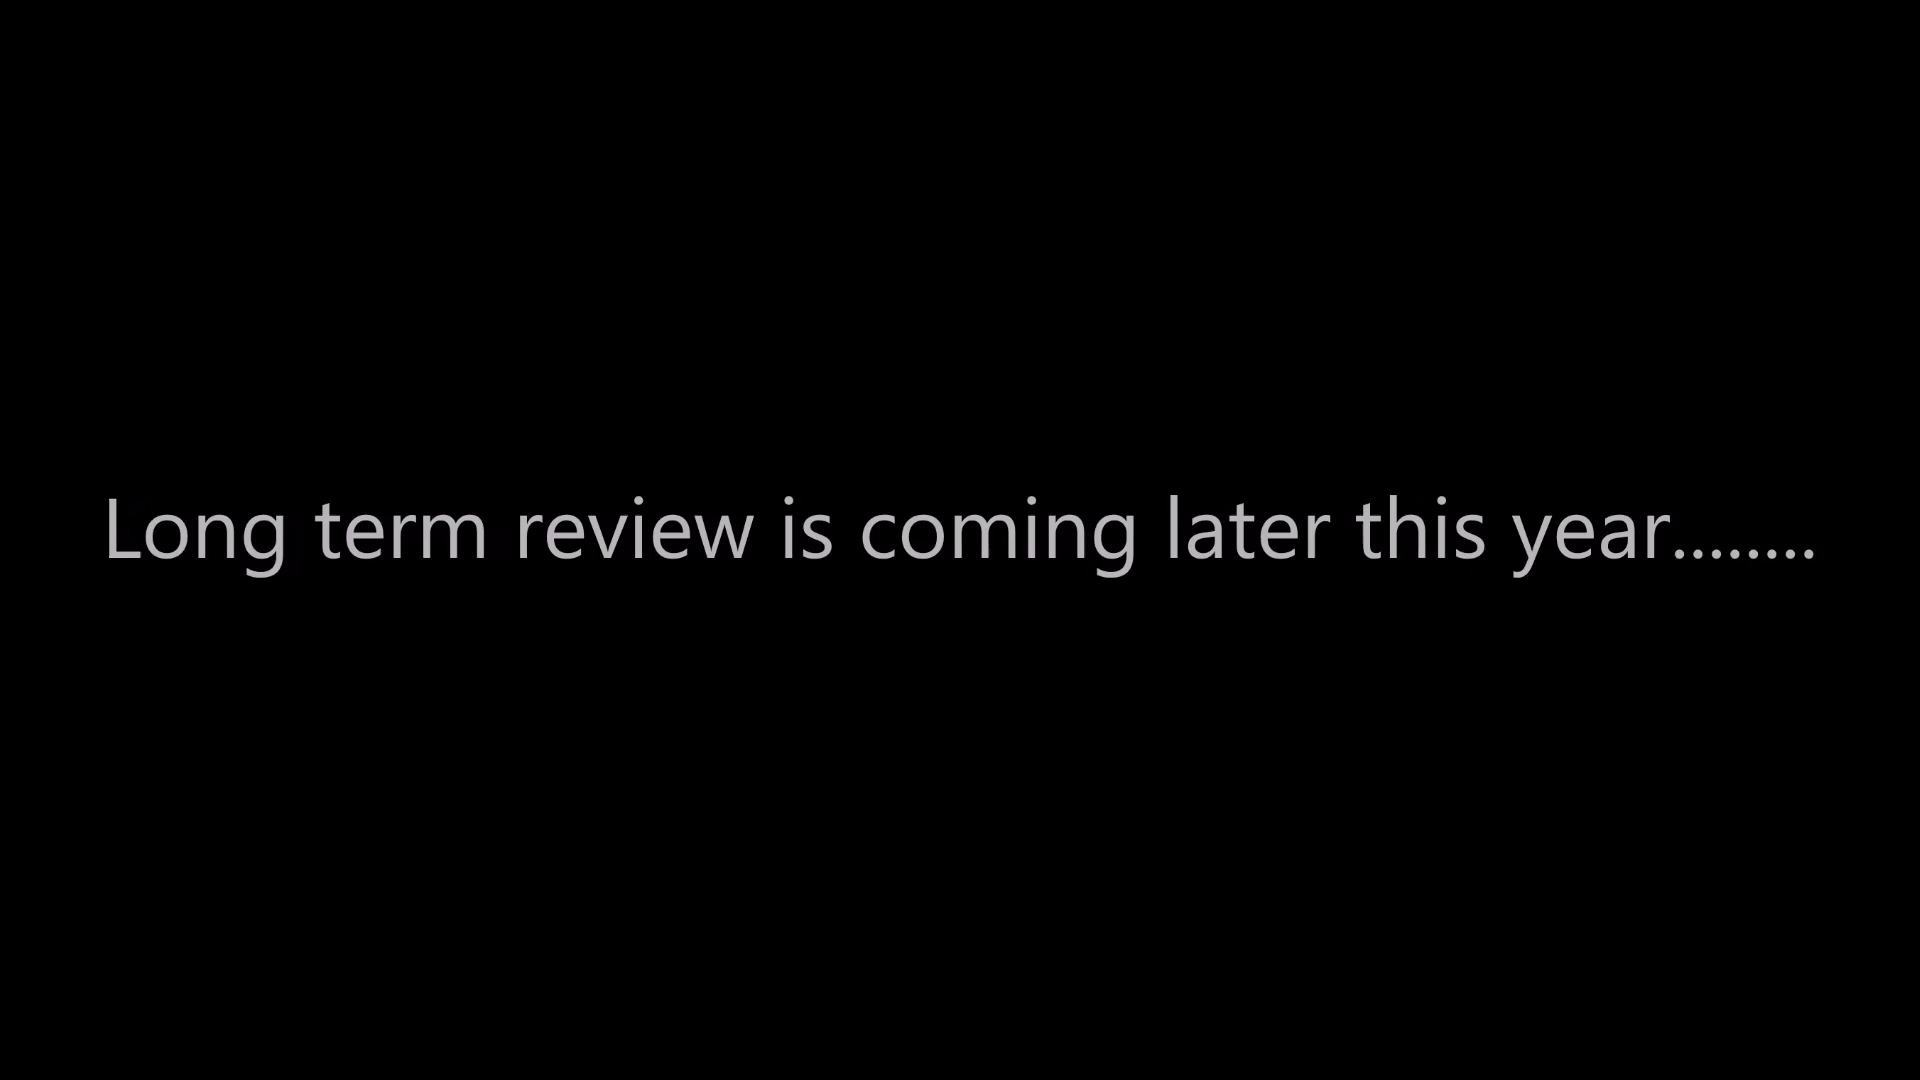 Long term review is coming later this year........